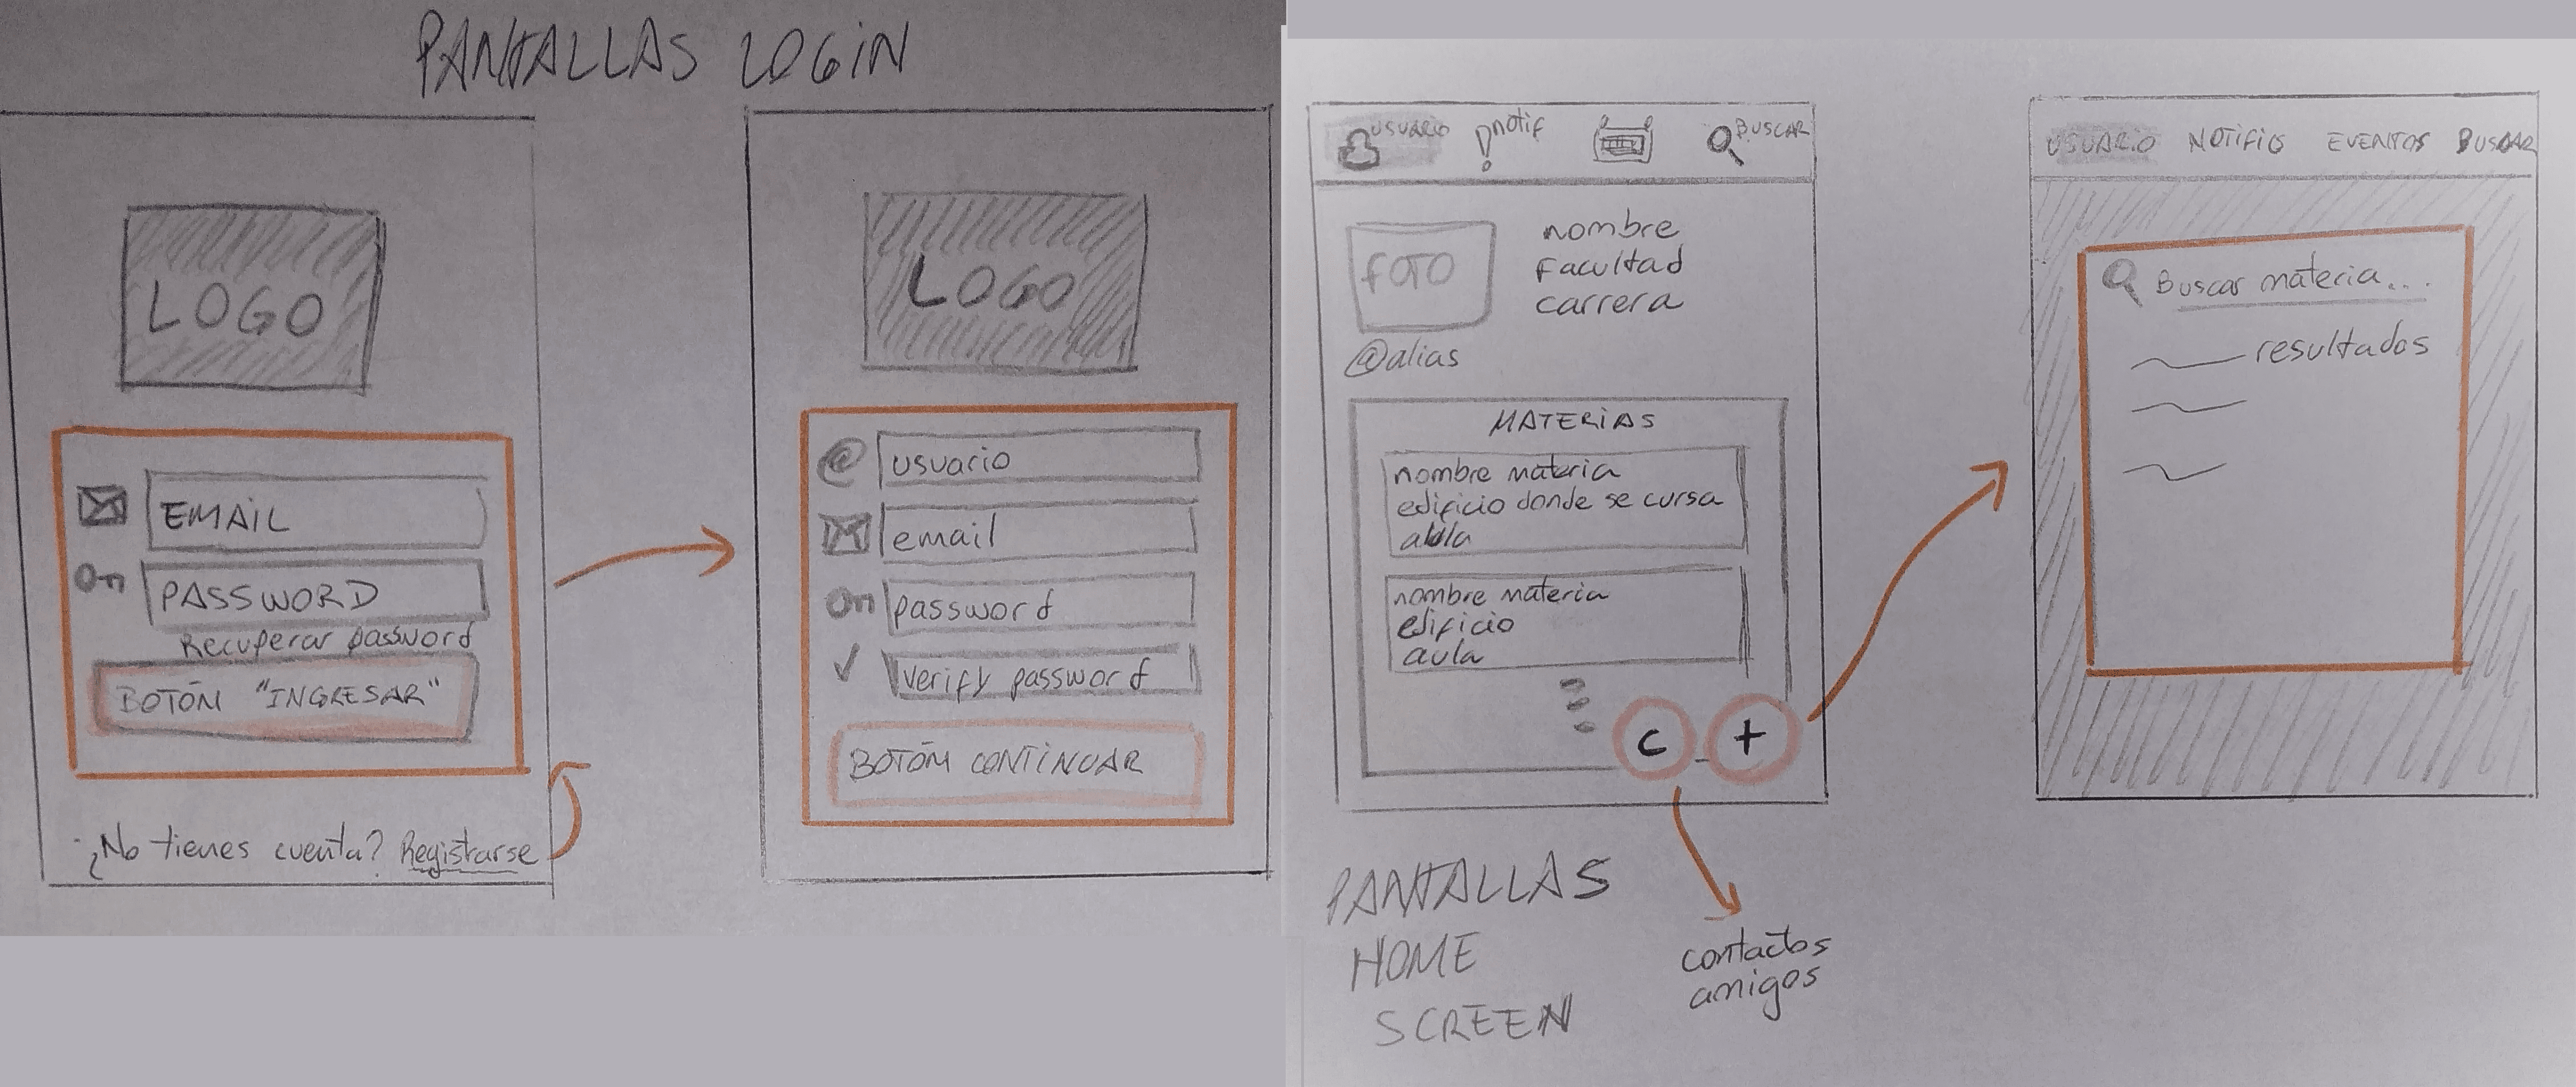 PANTALLAS LOGIN
LOGO
EMAIL
PASSWORD
Recuperar password
BOTÓM "INGRESAR"
¿No tienes cuenta? Registrarse
LOGO
@ usuario
email
password
verify password
BOTÓM CONTINUAR
USUARIO notif BUSCAR
FOTO
nombre
Facultad
carrera
@alias
MATERIAS
nombre materia
edificio donde se cursa
aula
nombre materia
edificio
aula
C +
PANTALLAS
HOME
SCREEN
contactos
amigos
USUARIO NOTIFIC EVENTOS BUSCAR
Buscar materia...
resultados